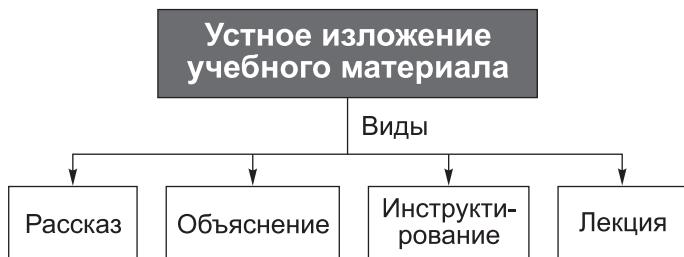 Устное изложение
учебного материала
Виды
Рассказ
Объяснение
Инструкти-
рование
Лекция